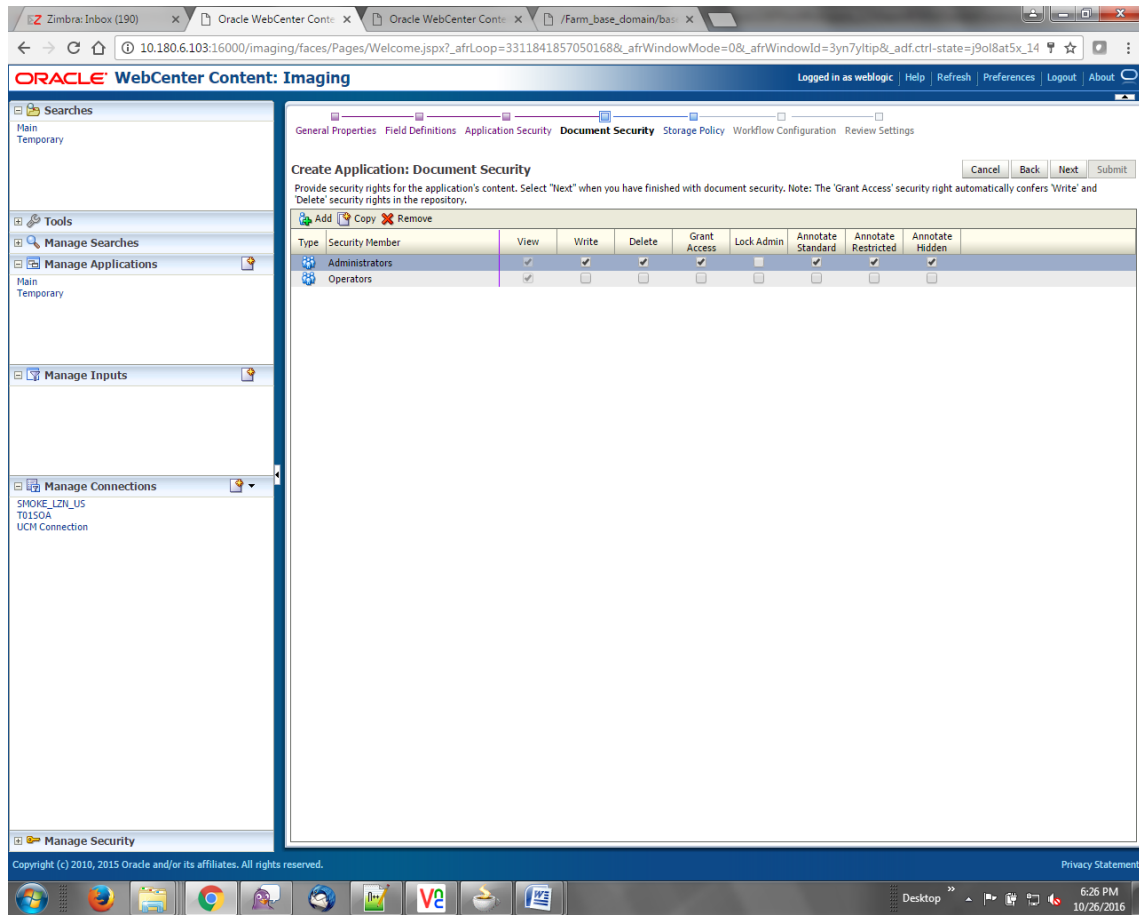 Zimbra: Inbox (190)
Oracle WebCenter Conte
Oracle WebCenter Conte
/Farm_base_domain/bas
10.180.6.103:16000/imaging/faces/Pages/Welcome.jspx?_afrLoop=3311841857050168&_afrWindowMode=0&_afrWindowId=3yn7yltip&_adf.ctrl-state=j9ol8at5x_14
ORACLE WebCenter Content: Imaging
Logged in as weblogic Help Refresh Preferences Logout About
Searches
Main
Temporary
Tools
Manage Searches
Manage Applications
Main
Temporary
Manage Inputs
Manage Connections
SMOKE_LZN_US
T01SOA
UCM Connection
Manage Security
General Properties Field Definitions Application Security Document Security Storage Policy Workflow Configuration Review Settings
Create Application: Document Security
Cancel Back Next Submit
Provide security rights for the application's content. Select "Next" when you have finished with document security. Note: The 'Grant Access' security right automatically confers 'Write' and
'Delete' security rights in the repository.
Add Copy Remove
Type Security Member View Write Delete Grant Access Lock Admin Annotate Standard Annotate Restricted Annotate Hidden
Administrators
Operators
Copyright (c) 2010, 2015 Oracle and/or its affiliates. All rights reserved.
Privacy Statement
Desktop
6:26 PM
10/26/2016